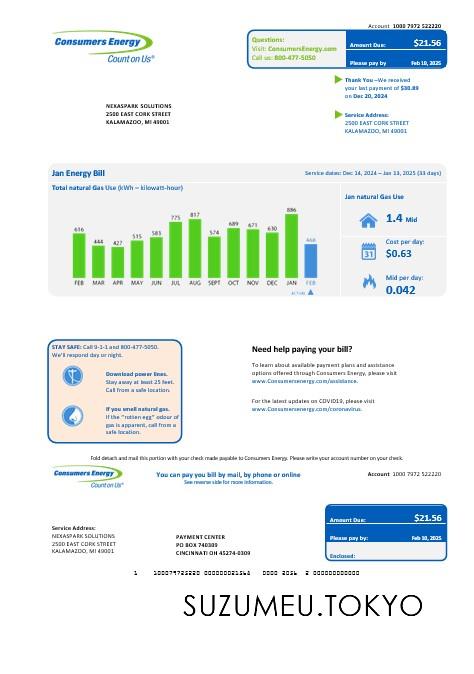 Account 1000 7972 522220
Consumers Energy
Count on Us®
Questions:
Visit: ConsumersEnergy.com
Call us: 800-477-5050
Amount Due: $21.56
Please pay by Feb 10, 2025
Thank You –We received
your last payment of $30.89
on Dec 20, 2024
NEXASPARK SOLUTIONS
2500 EAST CORK STREET
KALAMAZOO, MI 49001
Service Address:
2500 EAST CORK STREET
KALAMAZOO, MI 49001
Jan Energy Bill
Service dates: Dec 14, 2024 – Jan 13, 2025 (33 days)
Total natural Gas Use (kWh – kilowatt-hour)
616 444 427 515 583 775 817 574 689 671 630 886
FEB MAR APR MAY JUN JUL AUG SEP OCT NOV DEC JAN FEB
Jan natural Gas Use
1.4 Mid
Cost per day:
31
$0.63
Mid per day:
0.042
STAY SAFE: Call 9-1-1 and 800-477-5050.
We'll respond day or night.
Download power lines.
Stay away at least 25 feet.
Call from a safe location.
If you smell natural gas.
If the "rotten egg" odour of
gas is apparent, call from a
safe location.
Need help paying your bill?
To learn about available payment plans and assistance
options offered through Consumers Energy, please visit
www.Consumersenergy.com/assistance.
For the latest updates on COVID19, please visit
www.Consumersenergy.com/coronavirus.
Fold detach and mail this portion with your check made payable to Consumers Energy. Please write your account number on your check.
Consumers Energy
Count on Us®
You can pay you bill by mail, by phone or online
See reverse side for more information.
Account 1000 7972 522220
Service Address:
NEXASPARK SOLUTIONS
2500 EAST CORK STREET
KALAMAZOO, MI 49001
PAYMENT CENTER
PO BOX 740309
CINCINNATI OH 45274-0309
Amount Due: $21.56
Please pay by: Feb 10, 2025
Enclosed:
SUZUMEU.TOKYO